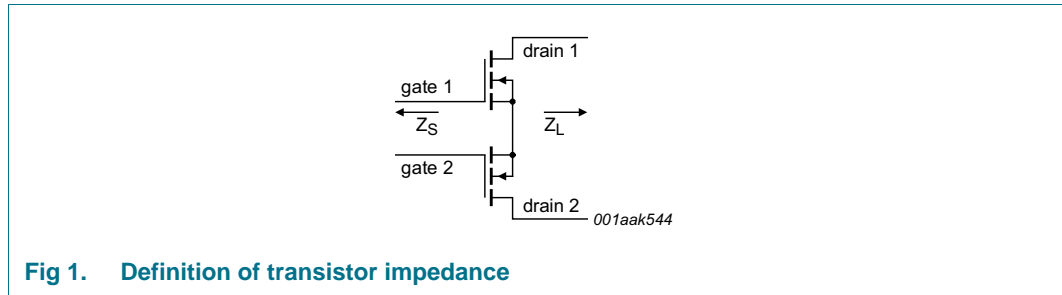 drain 1
gate 1
Z_S
Z_L
gate 2
drain 2
001aak544
Fig 1. Definition of transistor impedance